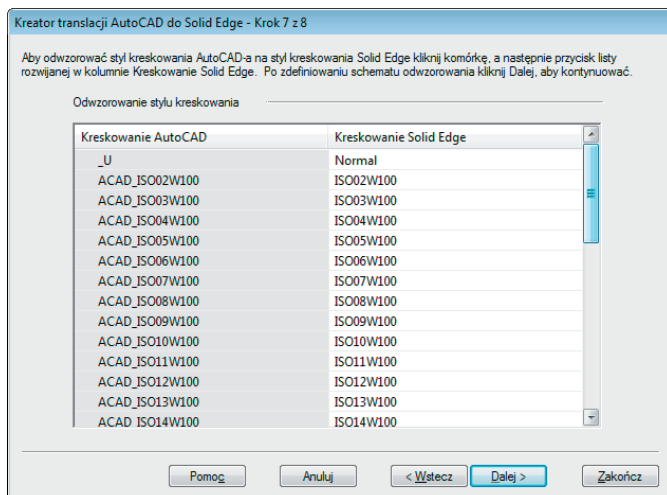 Kreator translacji AutoCAD do Solid Edge - Krok 7 z 8
Aby odwzorować styl kreskowania AutoCAD-a na styl kreskowania Solid Edge kliknij komórkę, a następnie przycisk listy
rozwijanej w kolumnie Kreskowanie Solid Edge. Po zdefiniowaniu schematu odwzorowania kliknij Dalej, aby kontynuować.
Odwzorowanie stylu kreskowania
Kreskowanie AutoCAD Kreskowanie Solid Edge
_U Normal
ACAD_ISO02W100 ISO02W100
ACAD_ISO03W100 ISO03W100
ACAD_ISO04W100 ISO04W100
ACAD_ISO05W100 ISO05W100
ACAD_ISO06W100 ISO06W100
ACAD_ISO07W100 ISO07W100
ACAD_ISO08W100 ISO08W100
ACAD_ISO09W100 ISO09W100
ACAD_ISO10W100 ISO10W100
ACAD_ISO11W100 ISO11W100
ACAD_ISO12W100 ISO12W100
ACAD_ISO13W100 ISO13W100
ACAD_ISO14W100 ISO14W100
Pomoc Anuluj < Wstecz Dalej > Zakończ